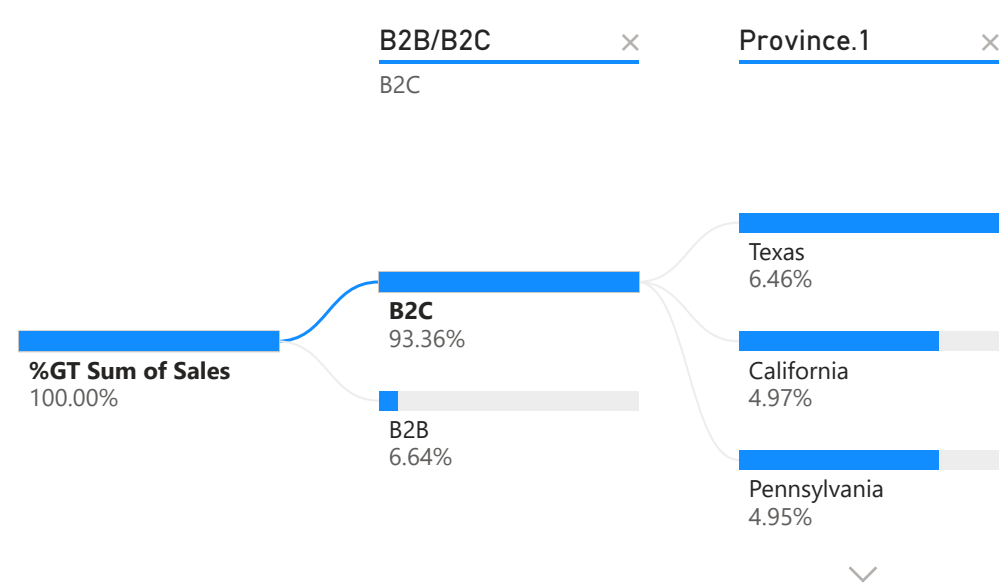 B2B/B2C
B2C
Province.1
%GT Sum of Sales
100.00%
B2C
93.36%
B2B
6.64%
Texas
6.46%
California
4.97%
Pennsylvania
4.95%